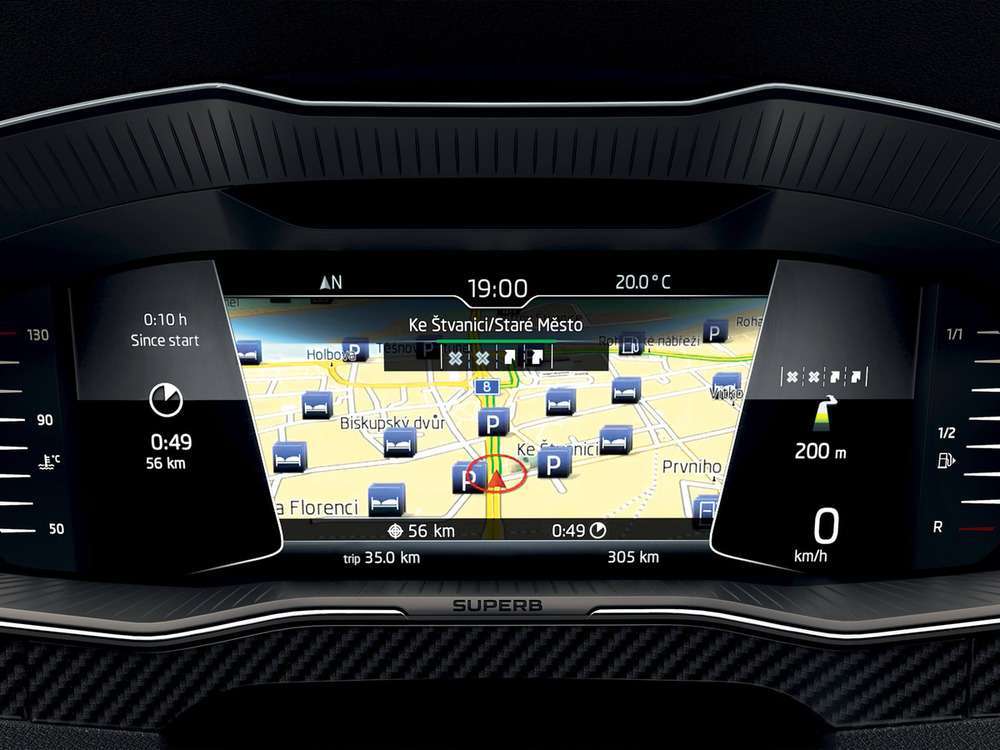 N
19:00
20.0°C
Ke Štvanici/Staré Město
0:10 h
Since start
0:49
56 km
130
90
°C
50
1/1
1/2
R
Holbova
P
P
P
8
P
P
P
Biskupský dvůr
Ke Štvanici
Prvního
a Florenci
200 m
0
km/h
56 km
0:49
trip 35.0 km
305 km
SUPERB